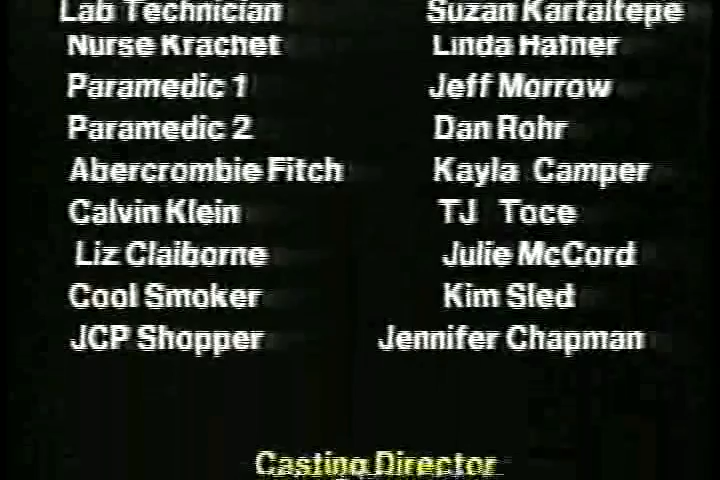 Lab Technician Suzan Kartaltepe
Nurse Krachet Linda Hafner
Paramedic 1 Jeff Morrow
Paramedic 2 Dan Rohr
Abercrombie Fitch Kayla Camper
Calvin Klein TJ Toce
Liz Claiborne Julie McCord
Cool Smoker Kim Sled
JCP Shopper Jennifer Chapman
Casting Director